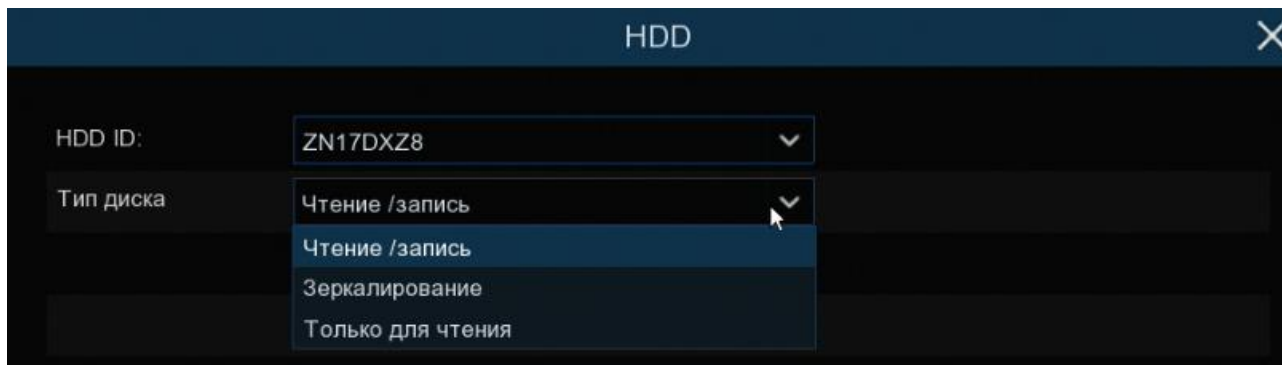 HDD
HDD ID: ZN17DXZ8
Тип диска Чтение /запись
Чтение /запись
Зеркалирование
Только для чтения